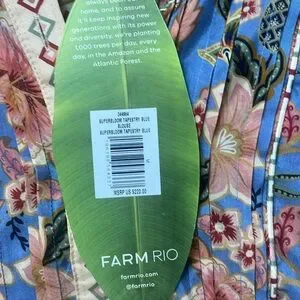 home, and to assure
it'll keep inspiring new
generations with its power
and diversity, we're planting
1,000 trees per day, every
day, in the Amazon and the
Atlantic Forest.
SUPERBLOOM TAPESTRY BLUE
BLOUSE
SUPERBLOOM TAPESTRY BLUE
M
MSRP US $220.00
FARM RIO
farmrio.com
@farmrio